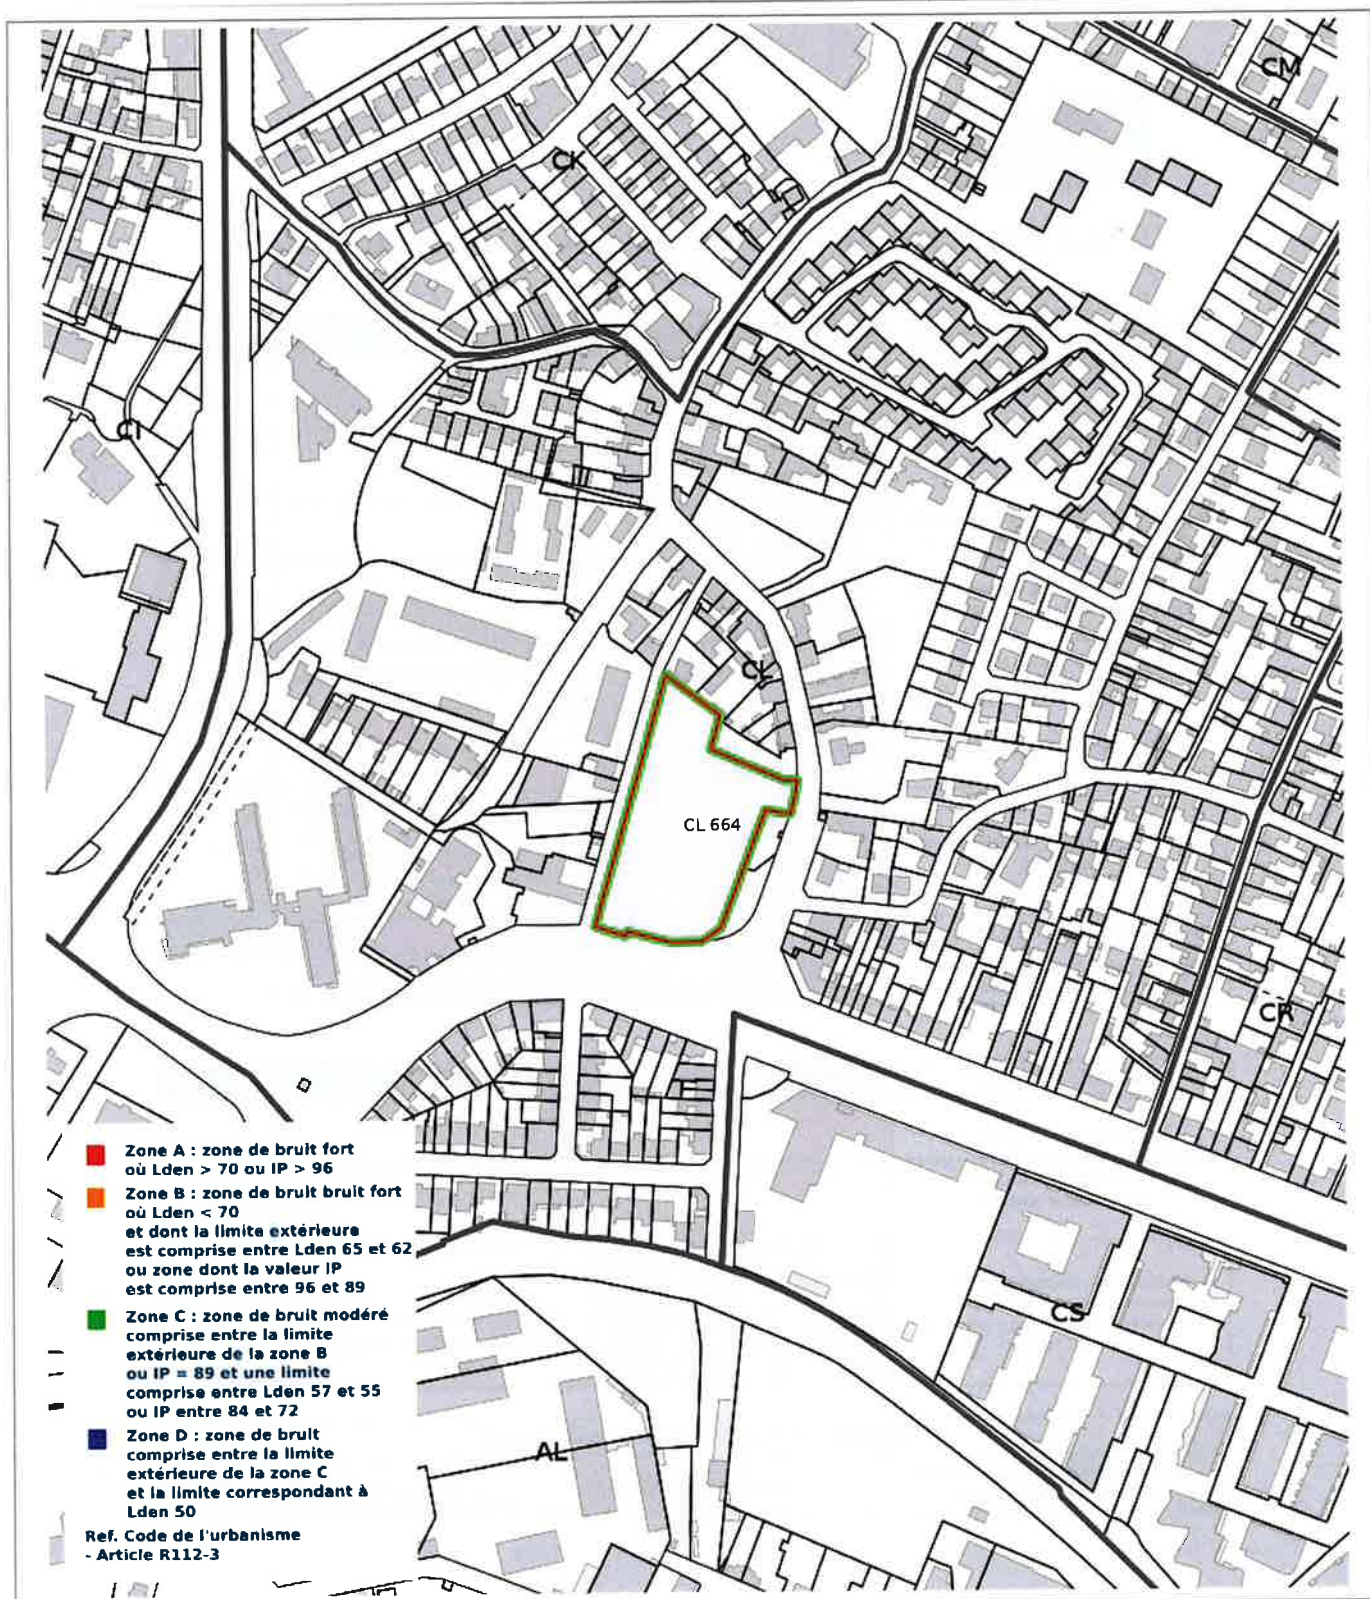 CM
CK
CI
CL
CL 664
CR
CS
AL
Zone A : zone de bruit fort
où Lden > 70 ou IP > 96
Zone B : zone de bruit bruit fort
où Lden < 70
et dont la limite extérieure
est comprise entre Lden 65 et 62
ou zone dont la valeur IP
est comprise entre 96 et 89
Zone C : zone de bruit modéré
comprise entre la limite
extérieure de la zone B
ou IP = 89 et une limite
comprise entre Lden 57 et 55
ou IP entre 84 et 72
Zone D : zone de bruit
comprise entre la limite
extérieure de la zone C
et la limite correspondant à
Lden 50
Ref. Code de l'urbanisme
- Article R112-3